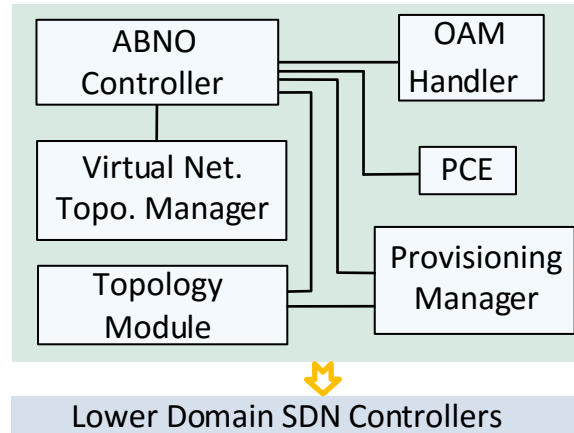 ABNO
Controller
OAM
Handler
Virtual Net.
Topo. Manager
PCE
Topology
Module
Provisioning
Manager
Lower Domain SDN Controllers